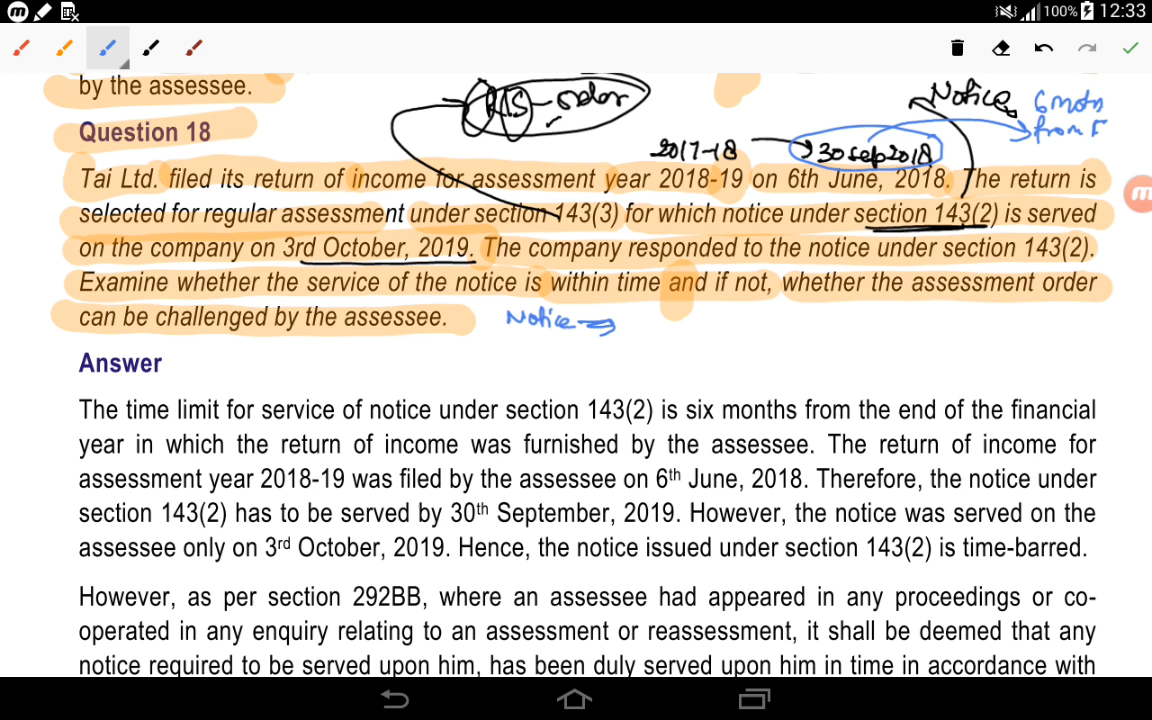 100% 12:33
by the assessee.
order
Notice
6 mnth
from
Question 18
2017-18 30 sep 2018
Tai Ltd. filed its return of income for assessment year 2018-19 on 6th June, 2018. The return is
selected for regular assessment under section 143(3) for which notice under section 143(2) is served
on the company on 3rd October, 2019. The company responded to the notice under section 143(2).
Examine whether the service of the notice is within time and if not, whether the assessment order
can be challenged by the assessee. Notice
Answer
The time limit for service of notice under section 143(2) is six months from the end of the financial
year in which the return of income was furnished by the assessee. The return of income for
assessment year 2018-19 was filed by the assessee on 6th June, 2018. Therefore, the notice under
section 143(2) has to be served by 30th September, 2019. However, the notice was served on the
assessee only on 3rd October, 2019. Hence, the notice issued under section 143(2) is time-barred.
However, as per section 292BB, where an assessee had appeared in any proceedings or co-
operated in any enquiry relating to an assessment or reassessment, it shall be deemed that any
notice required to be served upon him, has been duly served upon him in time in accordance with